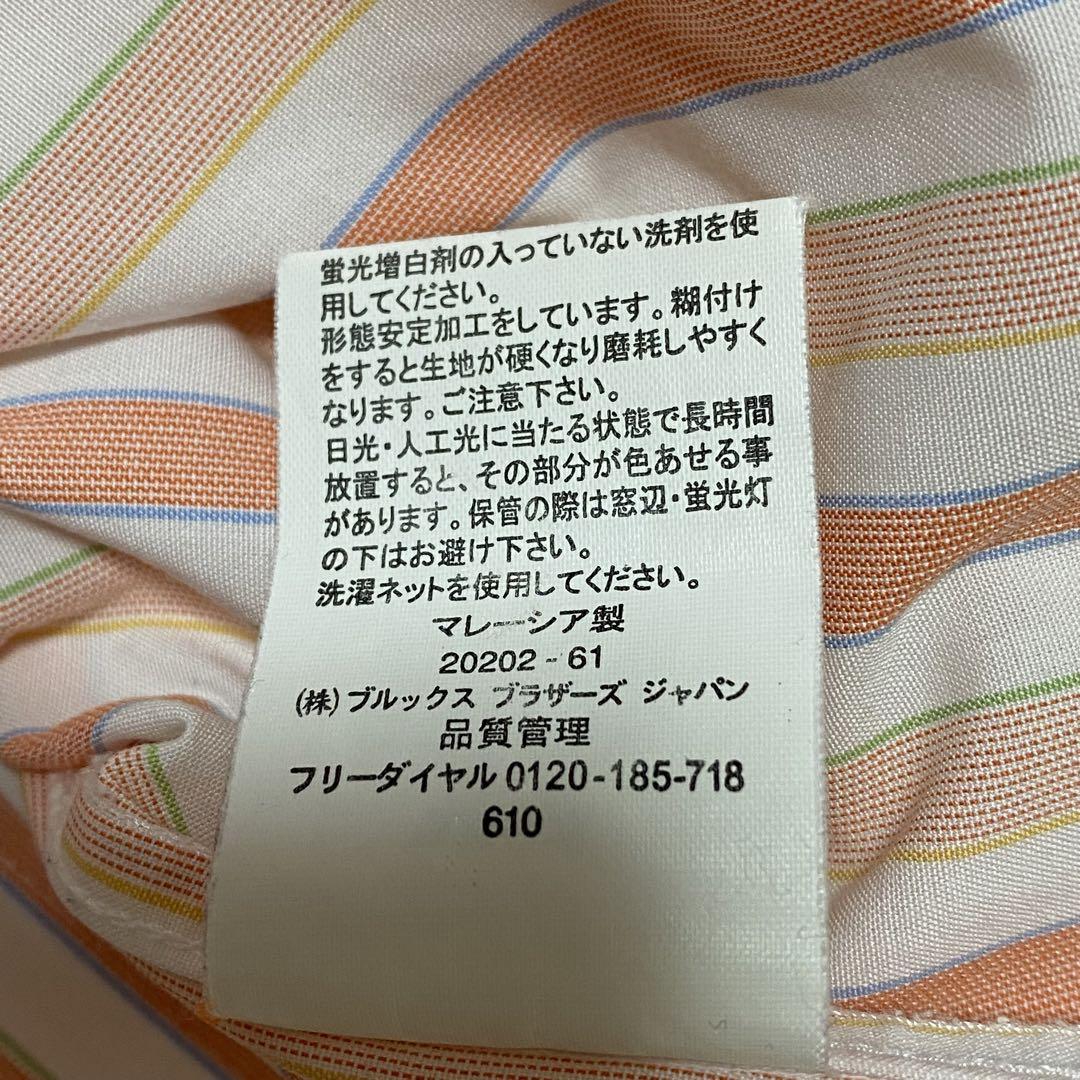 蛍光増白剤の入っていない洗剤を使
用してください。
形態安定加工をしています。糊付け
をすると生地が硬くなり磨耗しやすく
なります。ご注意下さい。
日光・人工光に当たる状態で長時間
放置すると、その部分が色あせる事
があります。保管の際は窓辺・蛍光灯
の下はお避け下さい。
洗濯ネットを使用してください。
マレーシア製
20202-61
(株)ブルックス ブラザーズ ジャパン
品質管理
フリーダイヤル0120-185-718
610